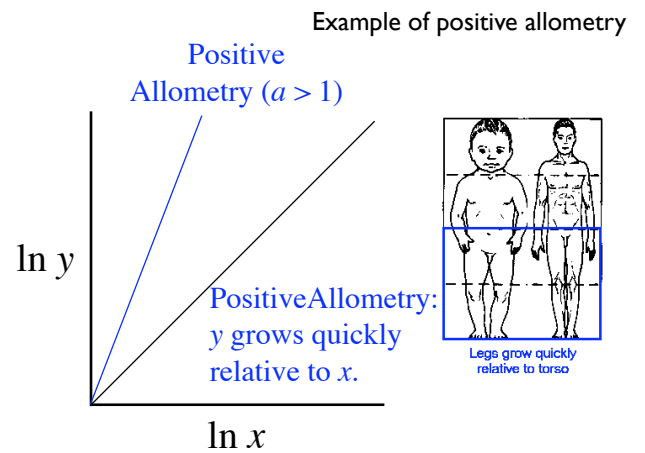 Example of positive allometry
Positive
Allometry (a > 1)
ln y
PositiveAllometry:
y grows quickly
relative to x.
ln x
Legs grow quickly
relative to torso